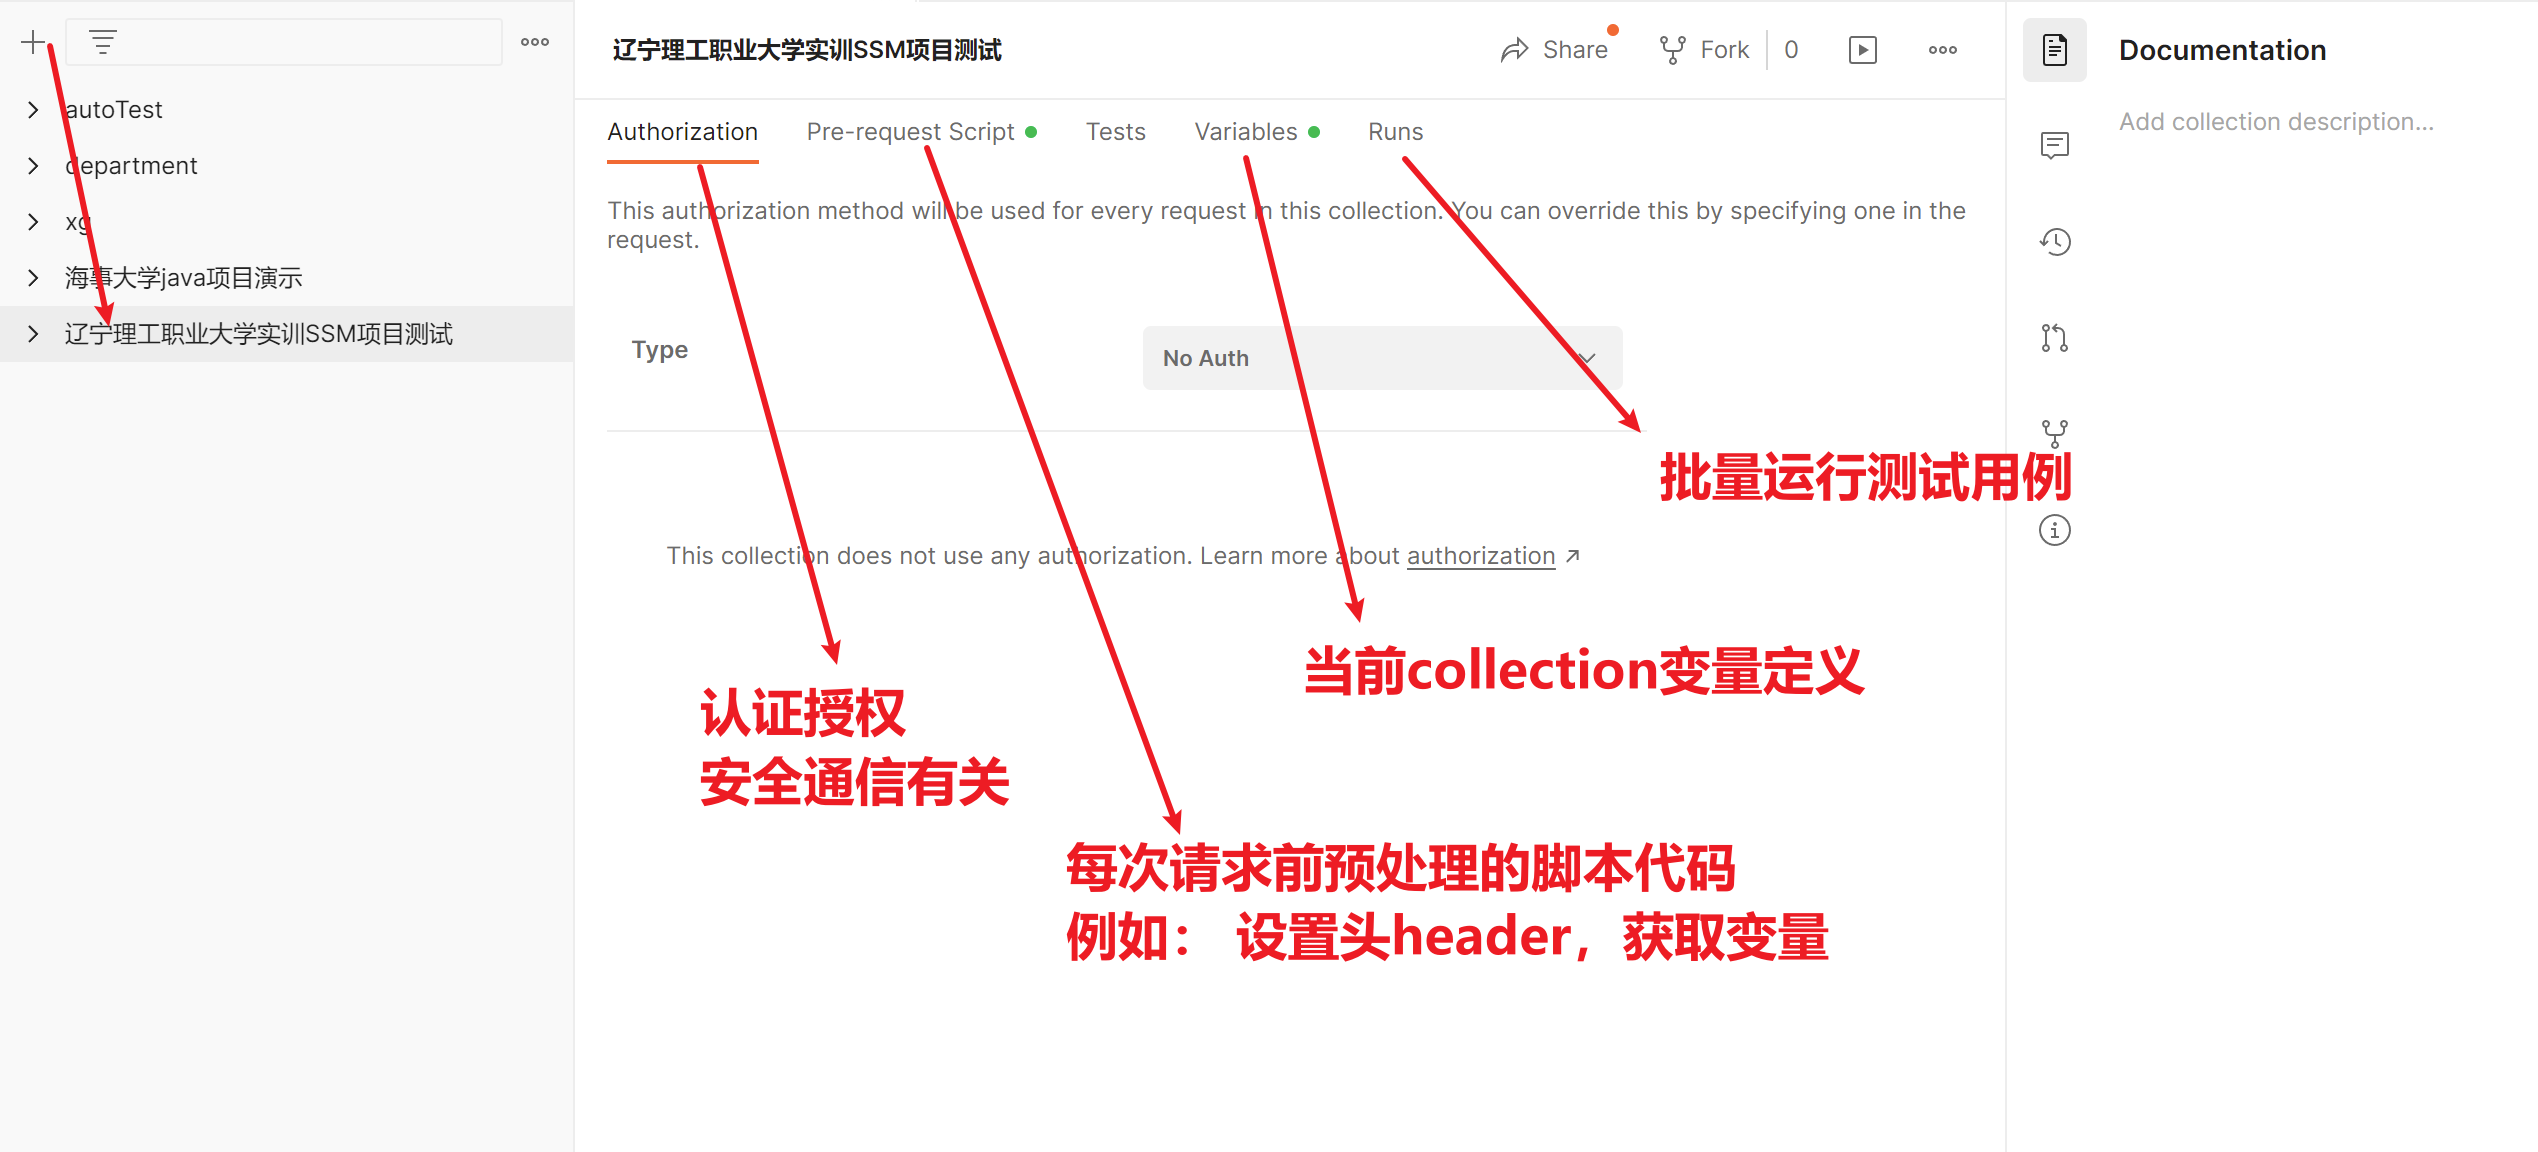 autoTest
department
xg
海事大学java项目演示
辽宁理工职业大学实训SSM项目测试
辽宁理工职业大学实训SSM项目测试
Share
Fork
0
Authorization
Pre-request Script
Tests
Variables
Runs
This authorization method will be used for every request in this collection. You can override this by specifying one in the
request.
Type
No Auth
批量运行测试用例
This collection does not use any authorization. Learn more about authorization ↗
当前collection变量定义
认证授权
安全通信有关
每次请求前预处理的脚本代码
例如： 设置头header，获取变量
Documentation
Add collection description...